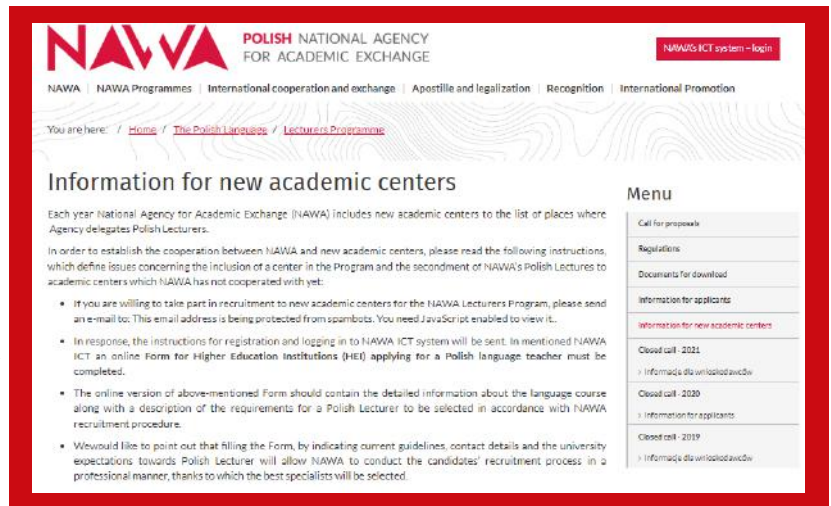 NAWA
POLISH NATIONAL AGENCY
FOR ACADEMIC EXCHANGE
NAWA's ICT system – login
NAWA | NAWA Programmes | International cooperation and exchange | Apostille and legalization | Recognition | International Promotion
You are here: / Home / The Polish Language / Lecturers Programme
Information for new academic centers
Each year National Agency for Academic Exchange (NAWA) includes new academic centers to the list of places where
Agency delegates Polish Lecturers.
In order to establish the cooperation between NAWA and new academic centers, please read the following instructions,
which define issues concerning the inclusion of a center in the Program and the secondment of NAWA's Polish Lectures to
academic centers which NAWA has not cooperated with yet:
• If you are willing to take part in recruitment to new academic centers for the NAWA Lecturers Program, please send
an e-mail to: This email address is being protected from spambots. You need JavaScript enabled to view it..
• In response, the instructions for registration and logging in to NAWA ICT system will be sent. In mentioned NAWA
ICT an online Form for Higher Education Institutions (HEI) applying for a Polish language teacher must be
completed.
• The online version of above-mentioned Form should contain the detailed information about the language course
along with a description of the requirements for a Polish Lecturer to be selected in accordance with NAWA
recruitment procedure.
• Wewould like to point out that filling the Form, by indicating current guidelines, contact details and the university
expectations towards Polish Lecturer will allow NAWA to conduct the candidates' recruitment process in a
professional manner, thanks to which the best specialists will be selected.
Menu
Call for proposals
Regulations
Documents for download
Information for applicants
Information for new academic centers
Closed call - 2021
> Informacje dla wnioskodawców
Closed call - 2020
> Information for applicants
Closed call - 2019
> Informacje dla wnioskodawców